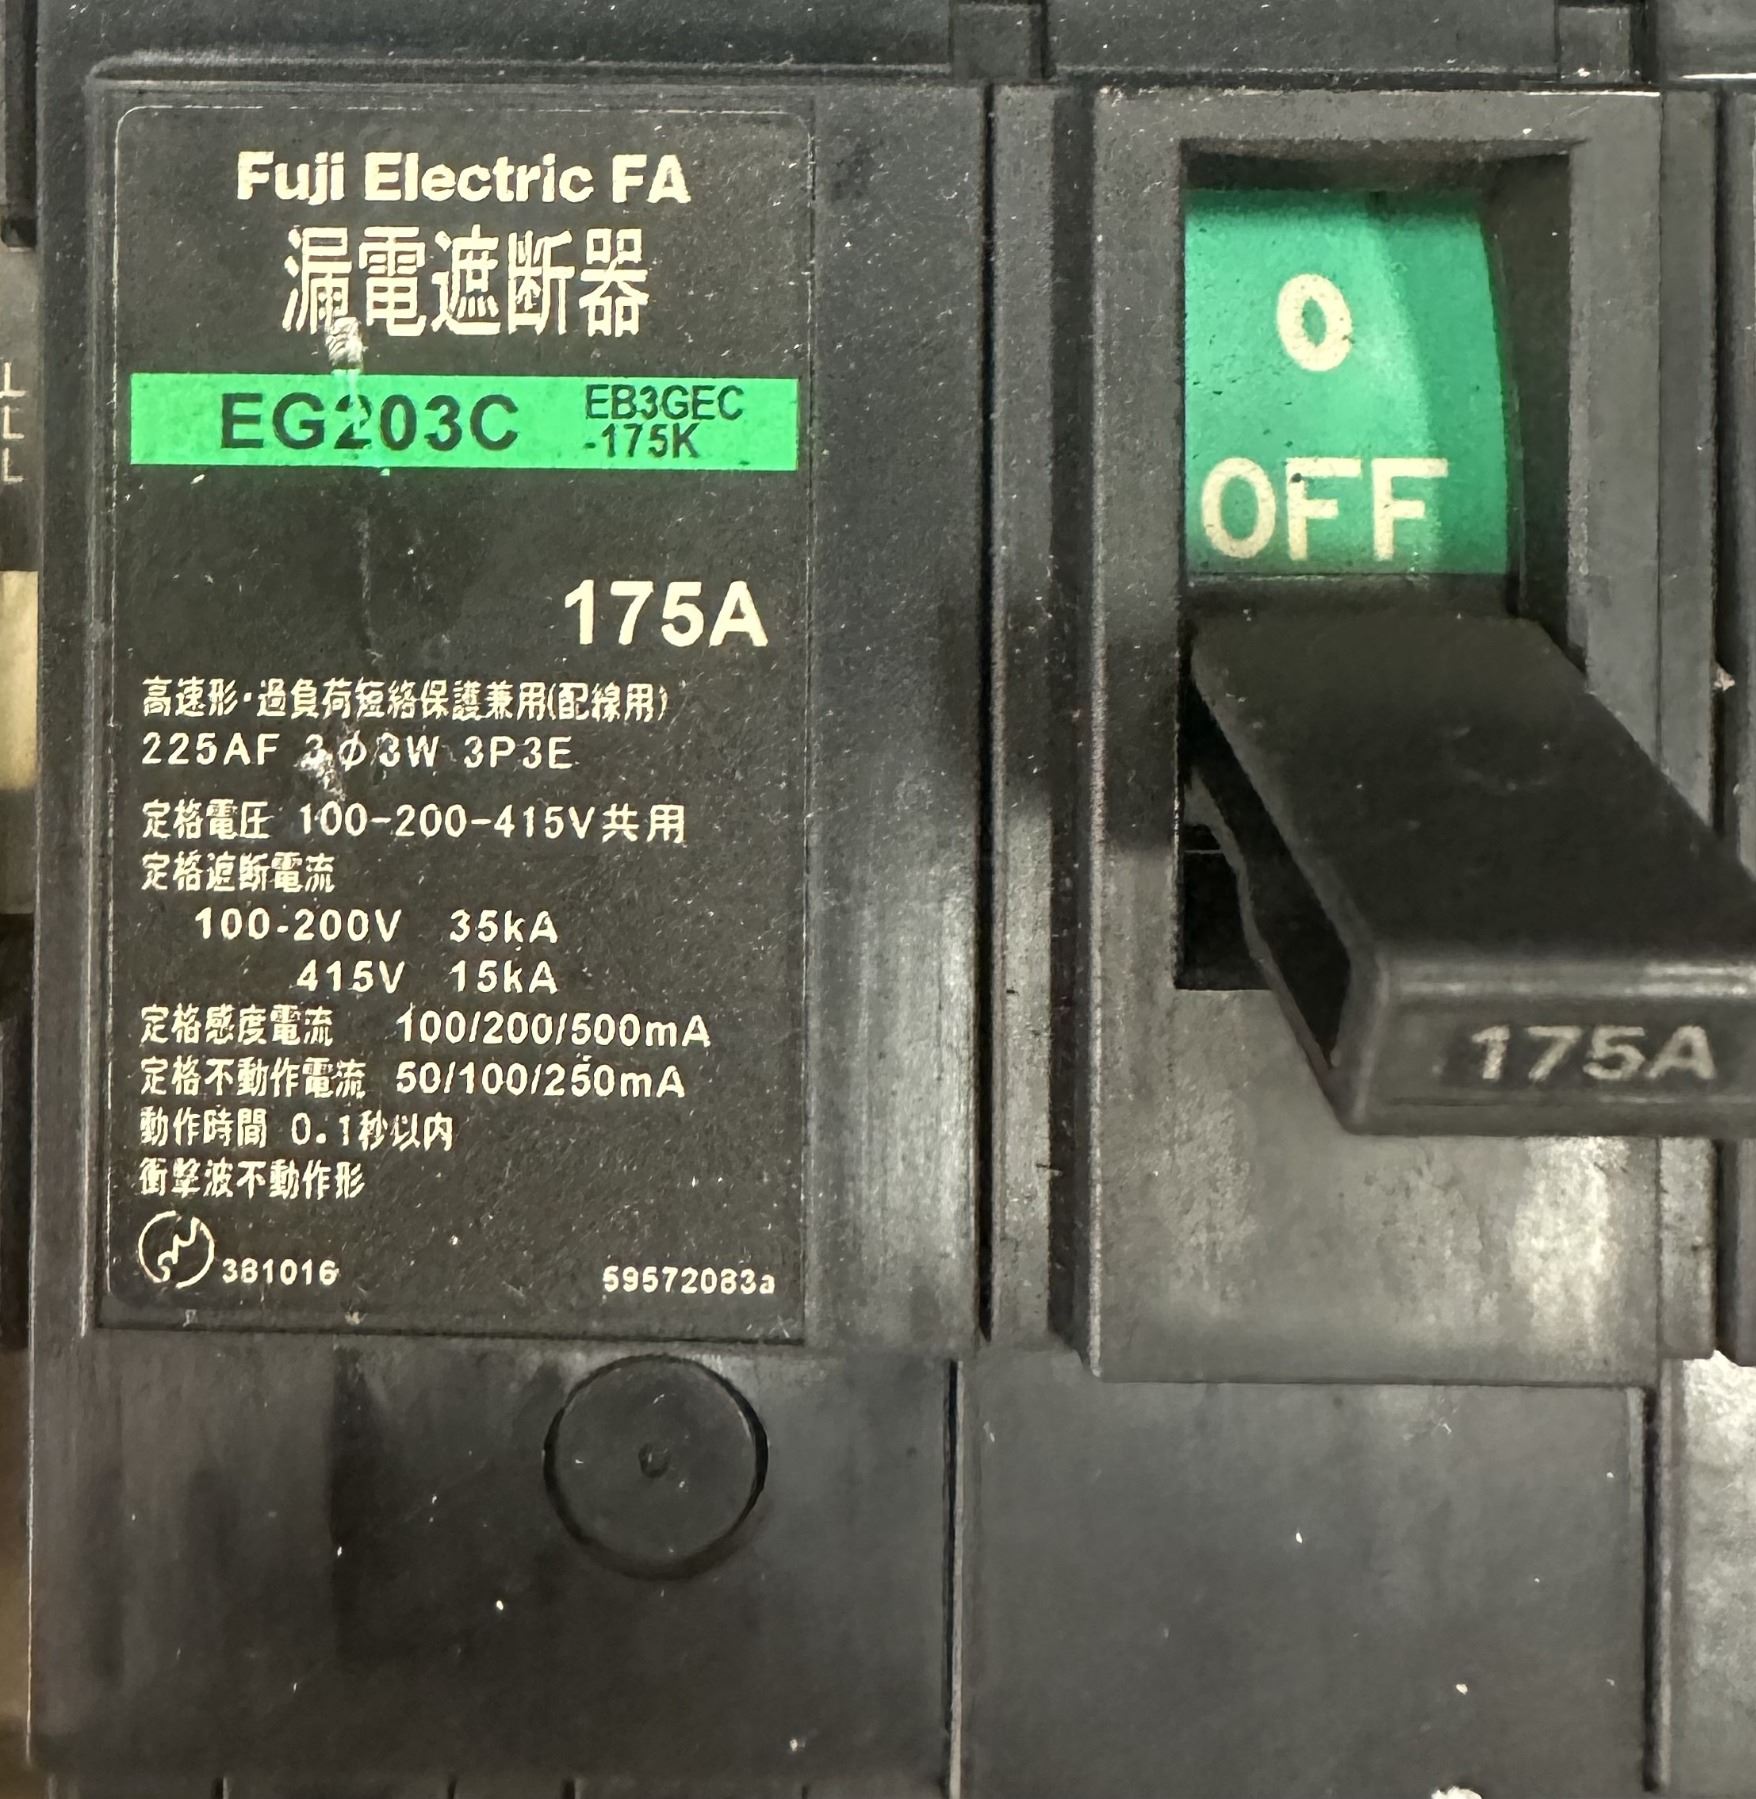 Fuji Electric FA
漏電遮断器
EG203C
EB3GEC
-175K
175A
高速形・過負荷短絡保護兼用(配線用)
225AF 3φ3W 3P3E
定格電圧 100-200-415V共用
定格遮断電流
100-200V 35kA
415V 15kA
定格感度電流 100/200/500mA
定格不動作電流 50/100/250mA
動作時間 0.1秒以内
衝撃波不動作形
381016
59572083a
0
OFF
175A